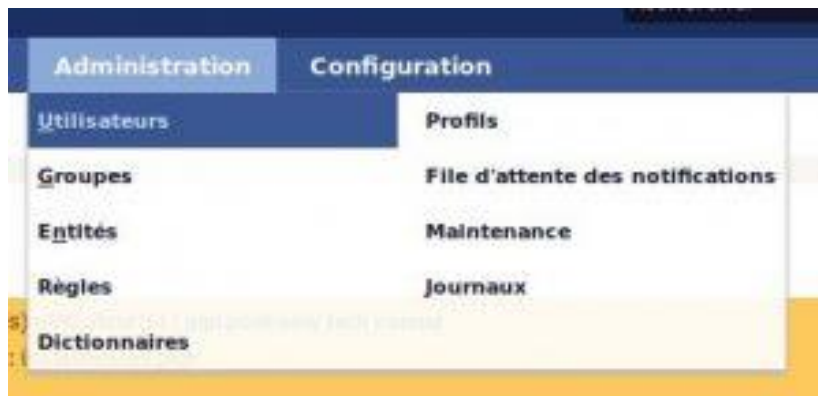 Administration Configuration
Utilisateurs Profils
Groupes File d'attente des notifications
Entités Maintenance
Règles Journaux
Dictionnaires